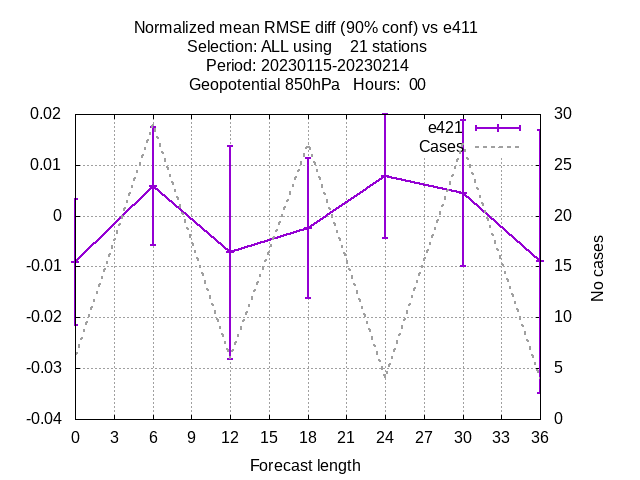 Normalized mean RMSE diff (90% conf) vs e411
Selection: ALL using    21 stations
Period: 20230115-20230214
Geopotential 850hPa   Hours:  00
0.02
0.01
0
-0.01
-0.02
-0.03
-0.04
30
25
20
15
10
5
0
e421
Cases
No cases
0 3 6 9 12 15 18 21 24 27 30 33 36
Forecast length